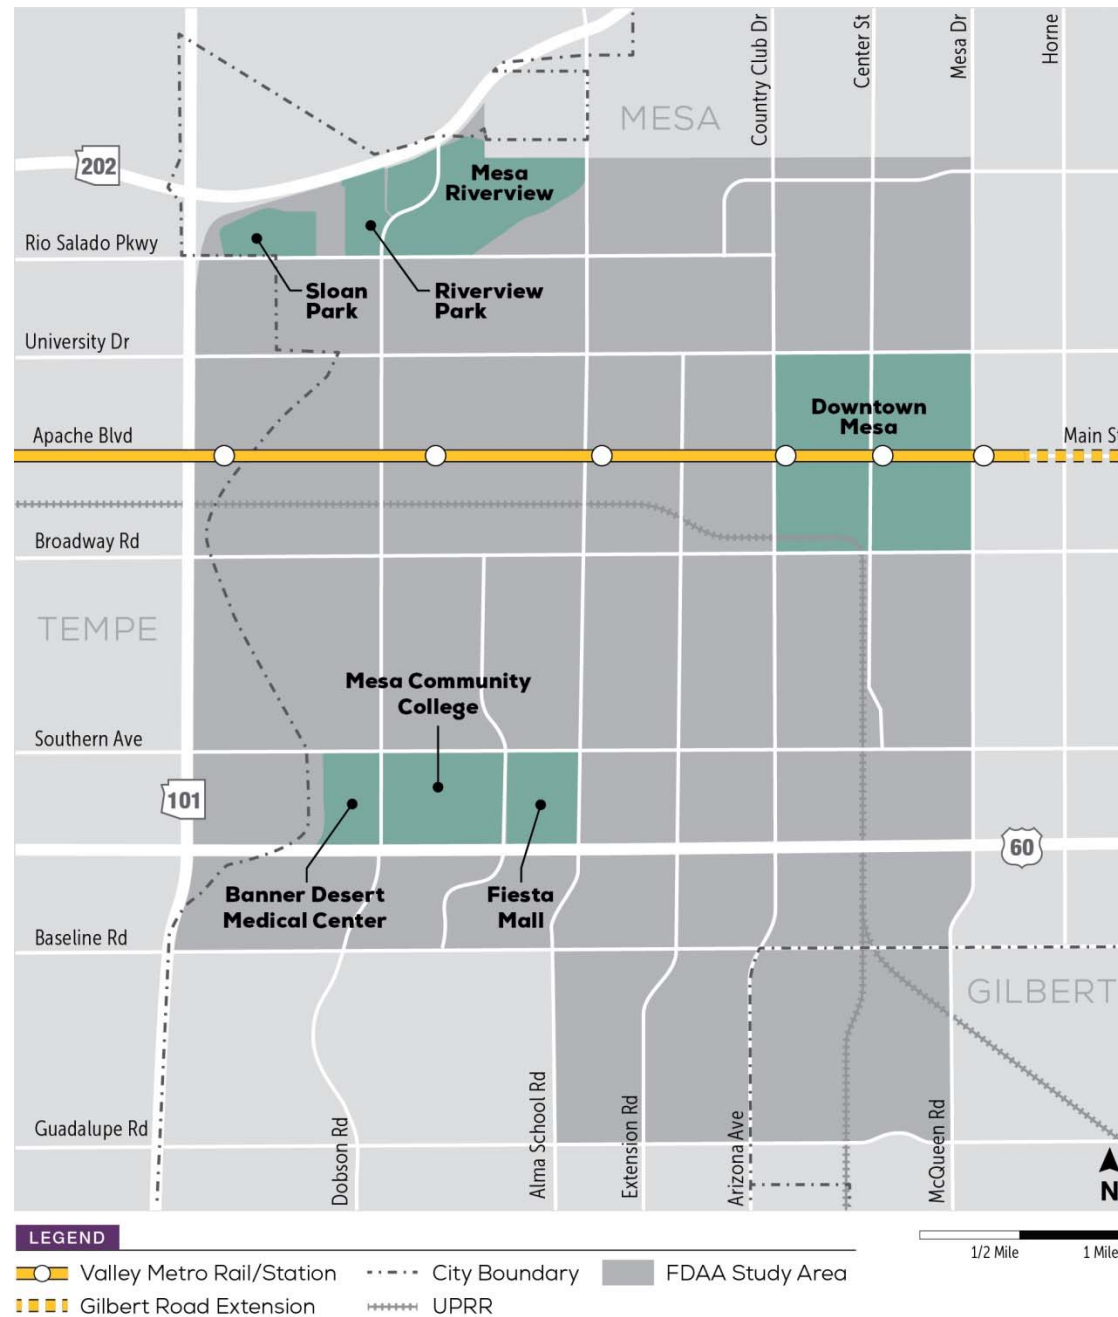 Country Club Dr
Center St
Mesa Dr
Horne
MESA
202
Mesa
Riverview
Rio Salado Pkwy
Sloan
Park
Riverview
Park
University Dr
Downtown
Mesa
Apache Blvd
Main St
Broadway Rd
TEMPE
Mesa Community
College
Southern Ave
101
60
Banner Desert
Medical Center
Fiesta
Mall
Baseline Rd
GILBERT
Guadalupe Rd
Dobson Rd
Alma School Rd
Extension Rd
Arizona Ave
McQueen Rd
N
LEGEND
1/2 Mile
1 Mile
Valley Metro Rail/Station
City Boundary
FDAA Study Area
Gilbert Road Extension
UPRR